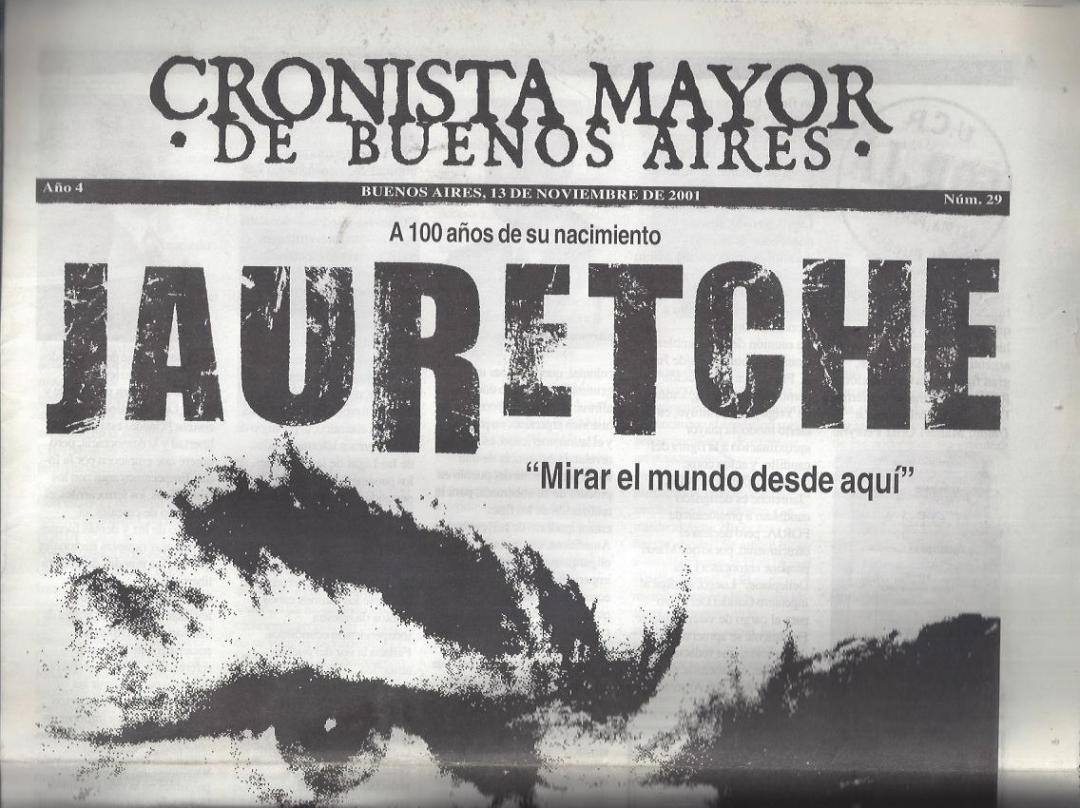 CRONISTA MAYOR
· DE BUENOS AIRES ·
Año 4
BUENOS AIRES, 13 DE NOVIEMBRE DE 2001
Núm. 29
A 100 años de su nacimiento
JAURETCHE
“Mirar el mundo desde aquí”